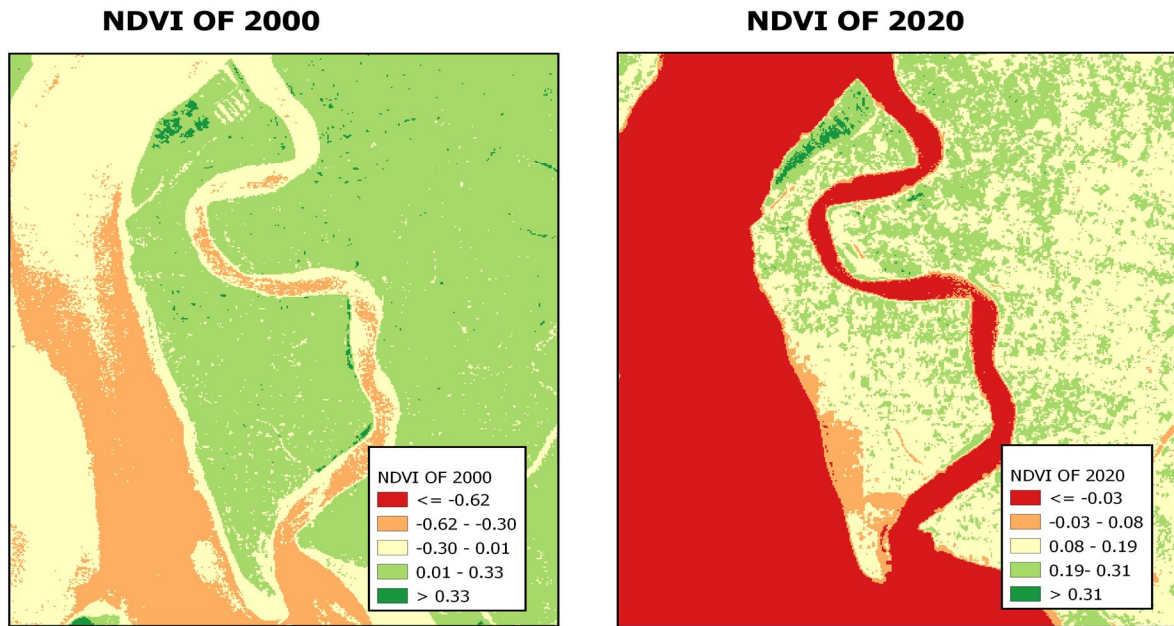 NDVI OF 2000
NDVI OF 2020
NDVI OF 2000
<= -0.62
-0.62 - -0.30
-0.30 - 0.01
0.01 - 0.33
> 0.33
NDVI OF 2020
<= -0.03
-0.03 - 0.08
0.08 - 0.19
0.19- 0.31
> 0.31